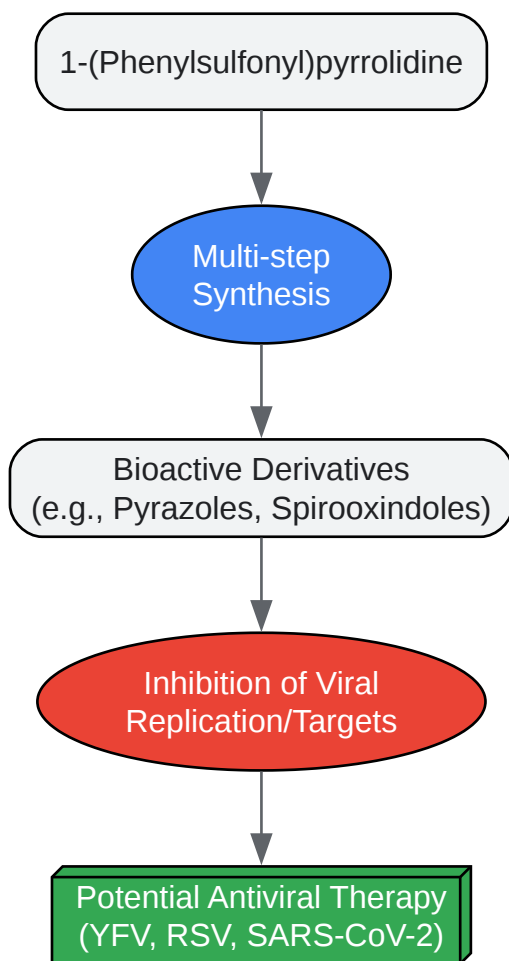 1-(Phenylsulfonyl)pyrrolidine
Multi-step
Synthesis
Bioactive Derivatives
(e.g., Pyrazoles, Spirooxindoles)
Inhibition of Viral
Replication/Targets
Potential Antiviral Therapy
(YFV, RSV, SARS-CoV-2)